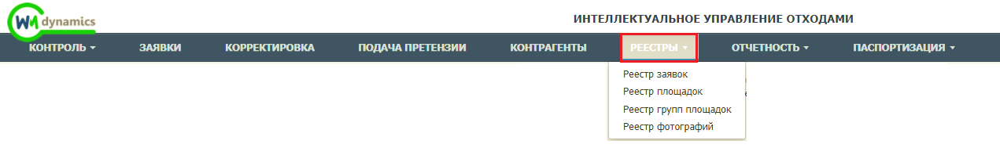 WM dynamics
ИНТЕЛЛЕКТУАЛЬНОЕ УПРАВЛЕНИЕ ОТХОДАМИ
КОНТРОЛЬ ЗАЯВКИ КОРРЕКТИРОВКА ПОДАЧА ПРЕТЕНЗИИ КОНТРАГЕНТЫ РЕЕСТРЫ ОТЧЕТНОСТЬ ПАСПОРТИЗАЦИЯ
Реестр заявок
Реестр площадок
Реестр групп площадок
Реестр фотографий